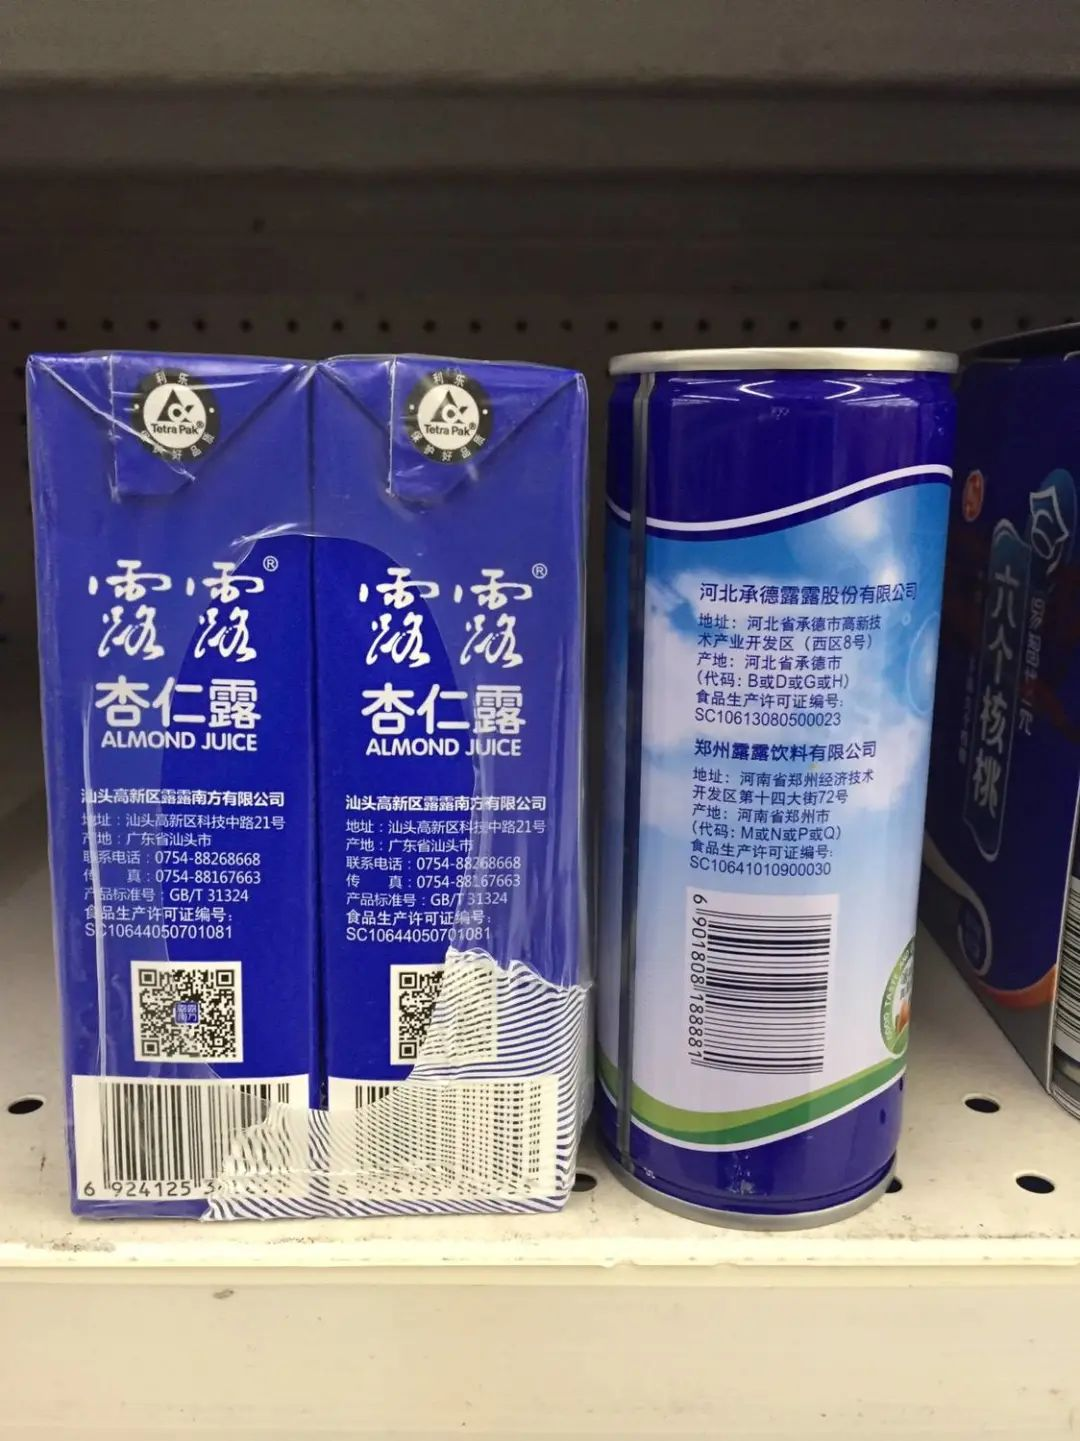 利乐
Tetra Pak®
保护好品质
露露®
杏仁露
ALMOND JUICE
汕头高新区露露南方有限公司
地址：汕头高新区科技中路21号
产地：广东省汕头市
联系电话：0754-88268668
传 真：0754-88167663
产品标准号：GB/T 31324
食品生产许可证编号：
SC10644050701081
露露南方
6 924125 3
利乐
Tetra Pak®
保护好品质
露露®
杏仁露
ALMOND JUICE
汕头高新区露露南方有限公司
地址：汕头高新区科技中路21号
产地：广东省汕头市
联系电话：0754-88268668
传 真：0754-88167663
产品标准号：GB/T 31324
食品生产许可证编号：
SC10644050701081
河北承德露露股份有限公司
地址：河北省承德市高新技
术产业开发区（西区8号）
产地：河北省承德市
（代码：B或D或G或H）
食品生产许可证编号：
SC10613080500023
郑州露露饮料有限公司
地址：河南省郑州经济技术
开发区第十四大街72号
产地：河南省郑州市
（代码：M或N或P或Q）
食品生产许可证编号：
SC10641010900030
6 901808 188881
GOOD TASTE AND
六个核桃